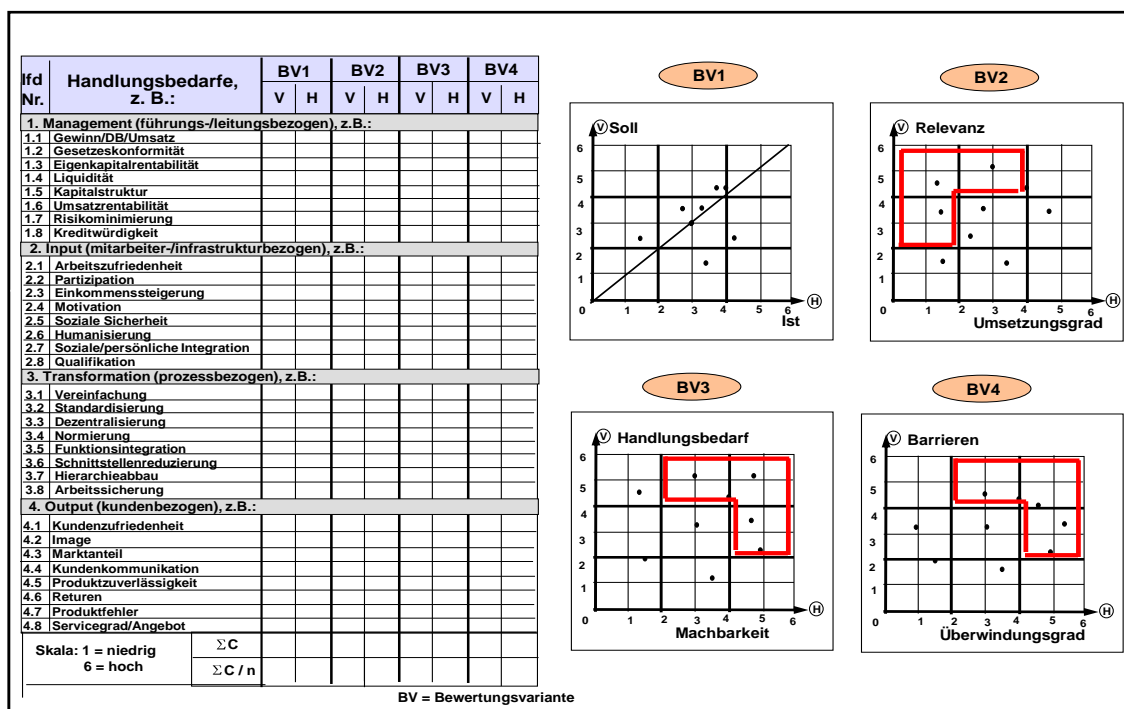 lfd Nr. Handlungsbedarfe, z. B.: BV1 BV2 BV3 BV4
V H V H V H V H
1. Management (führungs-/leitungsbezogen), z.B.:
1.1 Gewinn/DB/Umsatz
1.2 Gesetzeskonformität
1.3 Eigenkapitalrentabilität
1.4 Liquidität
1.5 Kapitalstruktur
1.6 Umsatzrentabilität
1.7 Risikominimierung
1.8 Kreditwürdigkeit
2. Input (mitarbeiter-/infrastrukturbezogen), z.B.:
2.1 Arbeitszufriedenheit
2.2 Partizipation
2.3 Einkommenssteigerung
2.4 Motivation
2.5 Soziale Sicherheit
2.6 Humanisierung
2.7 Soziale/persönliche Integration
2.8 Qualifikation
3. Transformation (prozessbezogen), z.B.:
3.1 Vereinfachung
3.2 Standardisierung
3.3 Dezentralisierung
3.4 Normierung
3.5 Funktionsintegration
3.6 Schnittstellenreduzierung
3.7 Hierarchieabbau
3.8 Arbeitssicherung
4. Output (kundenbezogen), z.B.:
4.1 Kundenzufriedenheit
4.2 Image
4.3 Marktanteil
4.4 Kundenkommunikation
4.5 Produktzuverlässigkeit
4.6 Returen
4.7 Produktfehler
4.8 Servicegrad/Angebot
Skala: 1 = niedrig
6 = hoch
ΣC
ΣC / n
BV = Bewertungsvariante
BV1
V Soll
6
5
4
3
2
1
0 1 2 3 4 5 6 H
Ist
BV2
V Relevanz
6
5
4
3
2
1
0 1 2 3 4 5 6 H
Umsetzungsgrad
BV3
V Handlungsbedarf
6
5
4
3
2
1
0 1 2 3 4 5 6 H
Machbarkeit
BV4
V Barrieren
6
5
4
3
2
1
0 1 2 3 4 5 6 H
Überwindungsgrad